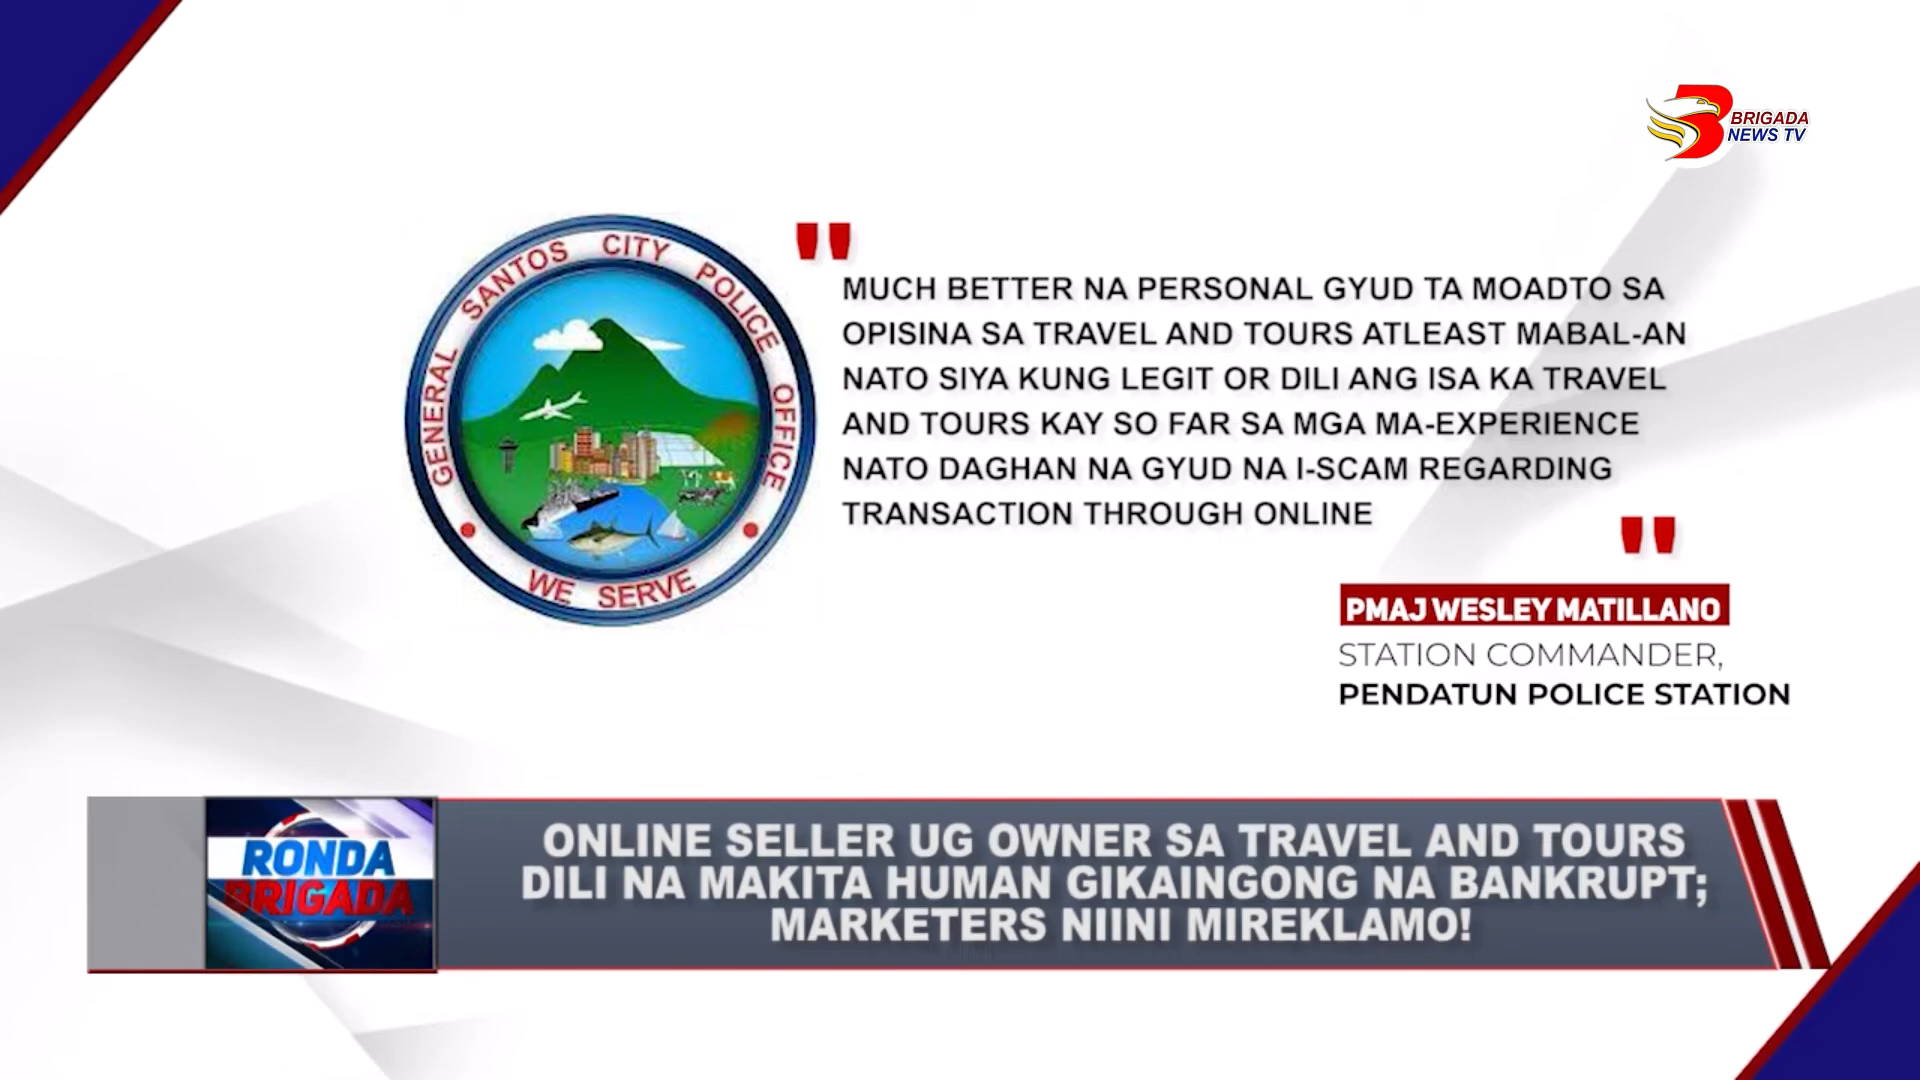 BRIGADA
NEWS TV
GENERAL SANTOS CITY POLICE OFFICE
WE SERVE
"
MUCH BETTER NA PERSONAL GYUD TA MOADTO SA
OPISINA SA TRAVEL AND TOURS ATLEAST MABAL-AN
NATO SIYA KUNG LEGIT OR DILI ANG ISA KA TRAVEL
AND TOURS KAY SO FAR SA MGA MA-EXPERIENCE
NATO DAGHAN NA GYUD NA I-SCAM REGARDING
TRANSACTION THROUGH ONLINE
"
PMAJ WESLEY MATILLANO
STATION COMMANDER,
PENDATUN POLICE STATION
RONDA
BRIGADA
ONLINE SELLER UG OWNER SA TRAVEL AND TOURS
DILI NA MAKITA HUMAN GIKAINGONG NA BANKRUPT;
MARKETERS NIINI MIREKLAMO!